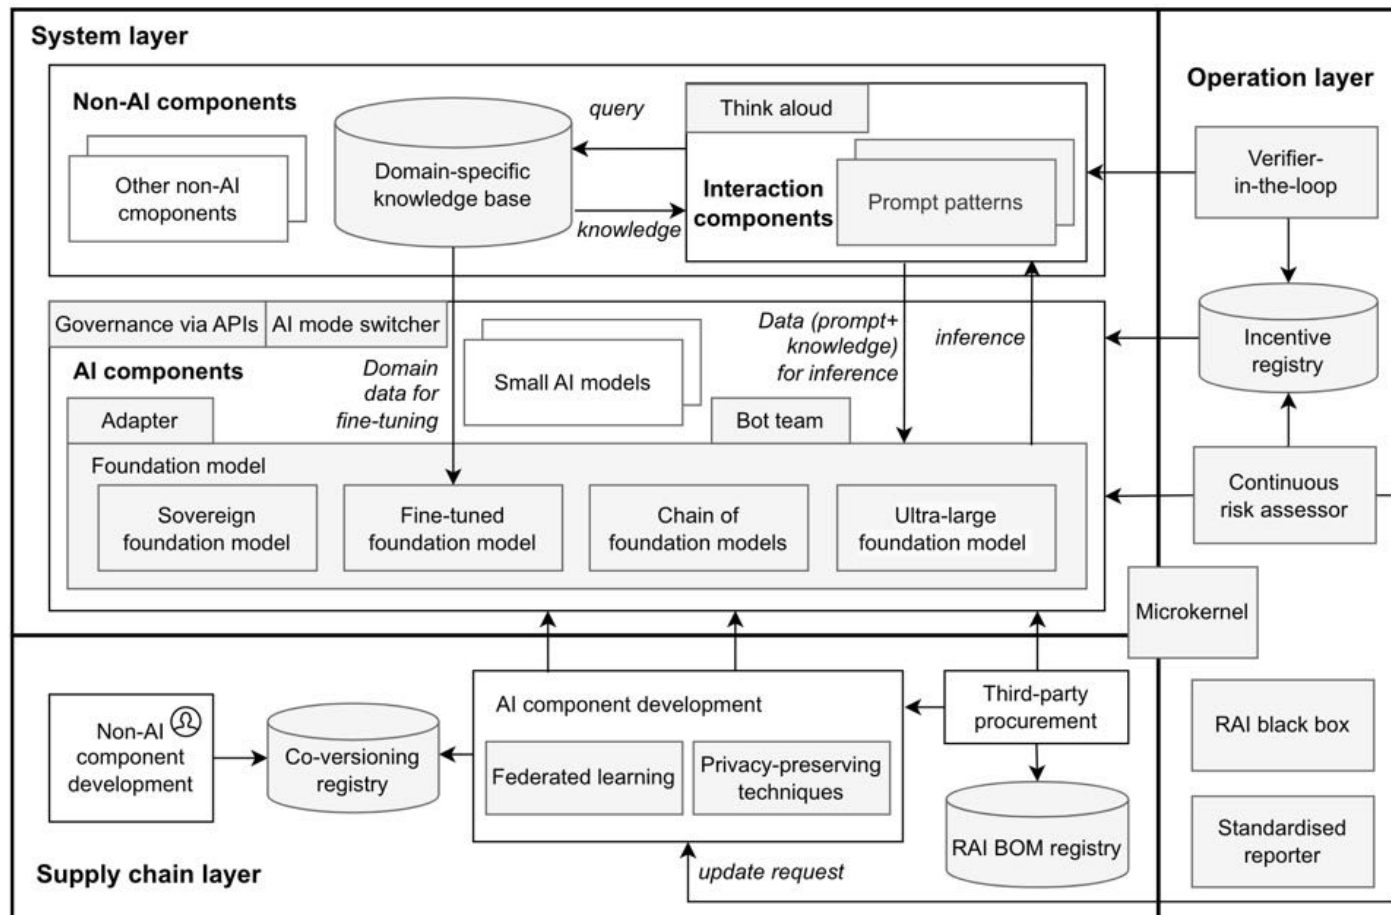 System layer
Non-AI components
Other non-AI
cmoponents
Domain-specific
knowledge base
query
knowledge
Think aloud
Interaction
components
Prompt patterns
Governance via APIs
AI mode switcher
AI components
Domain
data for
fine-tuning
Small AI models
Data (prompt+
knowledge)
for inference
inference
Adapter
Bot team
Foundation model
Sovereign
foundation model
Fine-tuned
foundation model
Chain of
foundation models
Ultra-large
foundation model
Operation layer
Verifier-
in-the-loop
Incentive
registry
Continuous
risk assessor
Microkernel
RAI black box
Standardised
reporter
Non-AI
component
development
Co-versioning
registry
AI component development
Federated learning
Privacy-preserving
techniques
Third-party
procurement
RAI BOM registry
update request
Supply chain layer